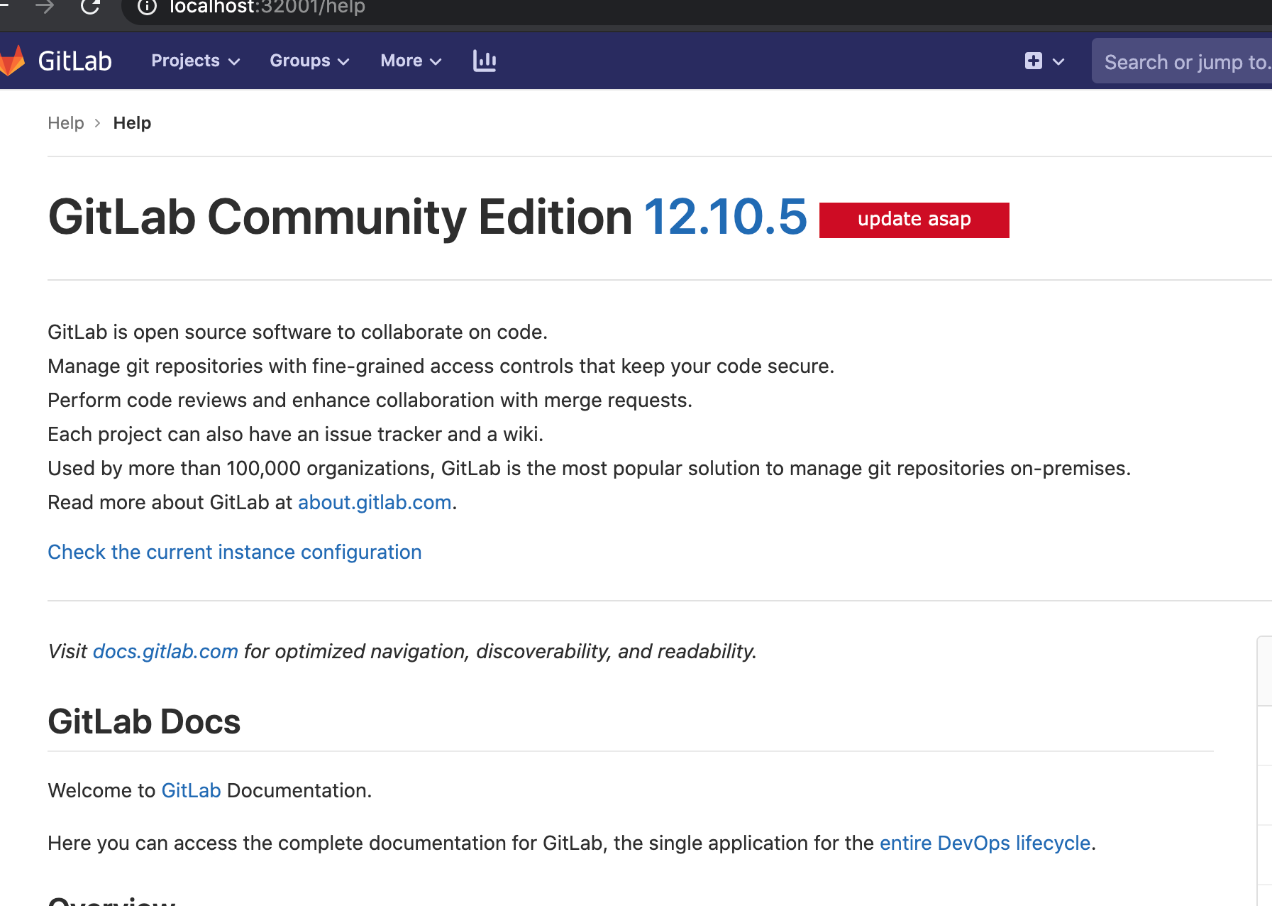 localhost:32001/help
GitLab Projects Groups More Search or jump to.
Help › Help
GitLab Community Edition 12.10.5 update asap
GitLab is open source software to collaborate on code.
Manage git repositories with fine-grained access controls that keep your code secure.
Perform code reviews and enhance collaboration with merge requests.
Each project can also have an issue tracker and a wiki.
Used by more than 100,000 organizations, GitLab is the most popular solution to manage git repositories on-premises.
Read more about GitLab at about.gitlab.com.
Check the current instance configuration
Visit docs.gitlab.com for optimized navigation, discoverability, and readability.
GitLab Docs
Welcome to GitLab Documentation.
Here you can access the complete documentation for GitLab, the single application for the entire DevOps lifecycle.
Overview